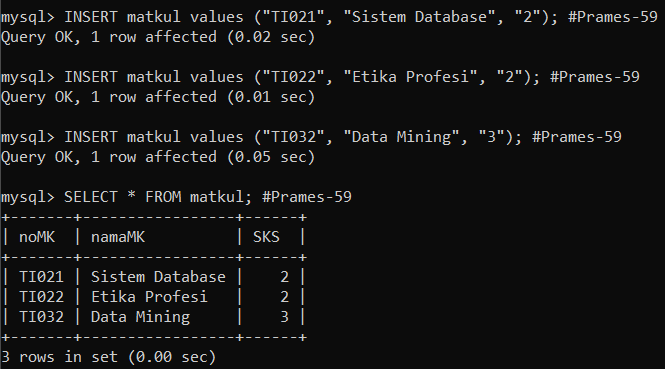 mysql> INSERT matkul values ("TI021", "Sistem Database", "2"); #Prames-59
Query OK, 1 row affected (0.02 sec)
mysql> INSERT matkul values ("TI022", "Etika Profesi", "2"); #Prames-59
Query OK, 1 row affected (0.01 sec)
mysql> INSERT matkul values ("TI032", "Data Mining", "3"); #Prames-59
Query OK, 1 row affected (0.05 sec)
mysql> SELECT * FROM matkul; #Prames-59
+-------+-----------------+------+
| noMK  | namaMK          | SKS  |
+-------+-----------------+------+
| TI021 | Sistem Database |    2 |
| TI022 | Etika Profesi   |    2 |
| TI032 | Data Mining     |    3 |
+-------+-----------------+------+
3 rows in set (0.00 sec)